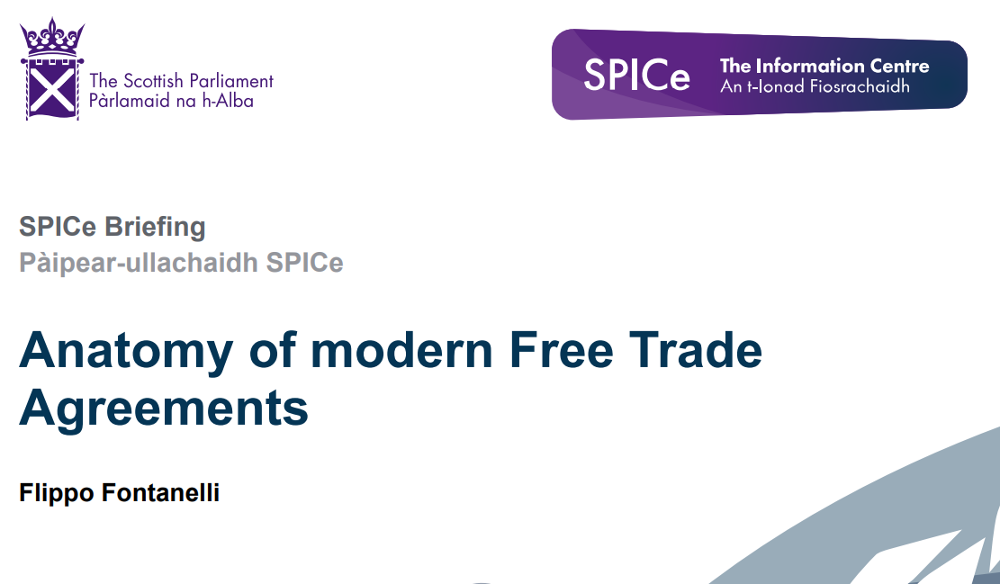 The Scottish Parliament
Pàrlamaid na h-Alba
SPICe
The Information Centre
An t-Ionad Fiosrachaidh
SPICe Briefing
Pàipear-ullachaidh SPICe
Anatomy of modern Free Trade
Agreements
Flippo Fontanelli